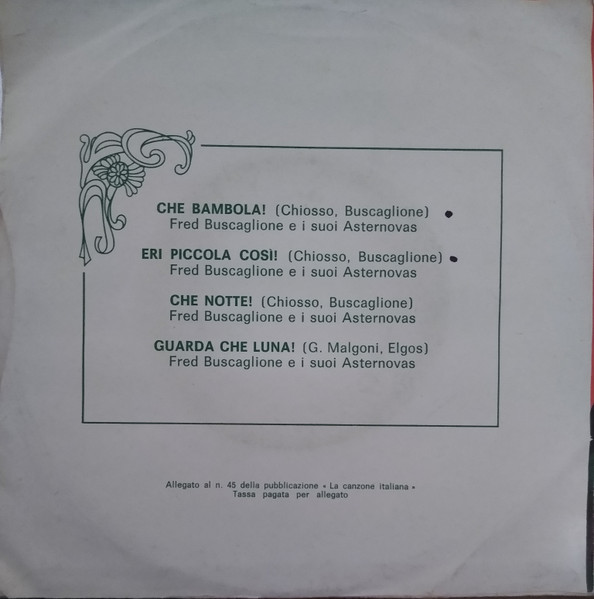 CHE BAMBOLA! (Chiosso, Buscaglione)
Fred Buscaglione e i suoi Asternovas
ERI PICCOLA COSÌ! (Chiosso, Buscaglione)
Fred Buscaglione e i suoi Asternovas
CHE NOTTE! (Chiosso, Buscaglione)
Fred Buscaglione e i suoi Asternovas
GUARDA CHE LUNA! (G. Malgoni, Elgos)
Fred Buscaglione e i suoi Asternovas
Allegato al n. 45 della pubblicazione « La canzone italiana »
Tassa pagata per allegato